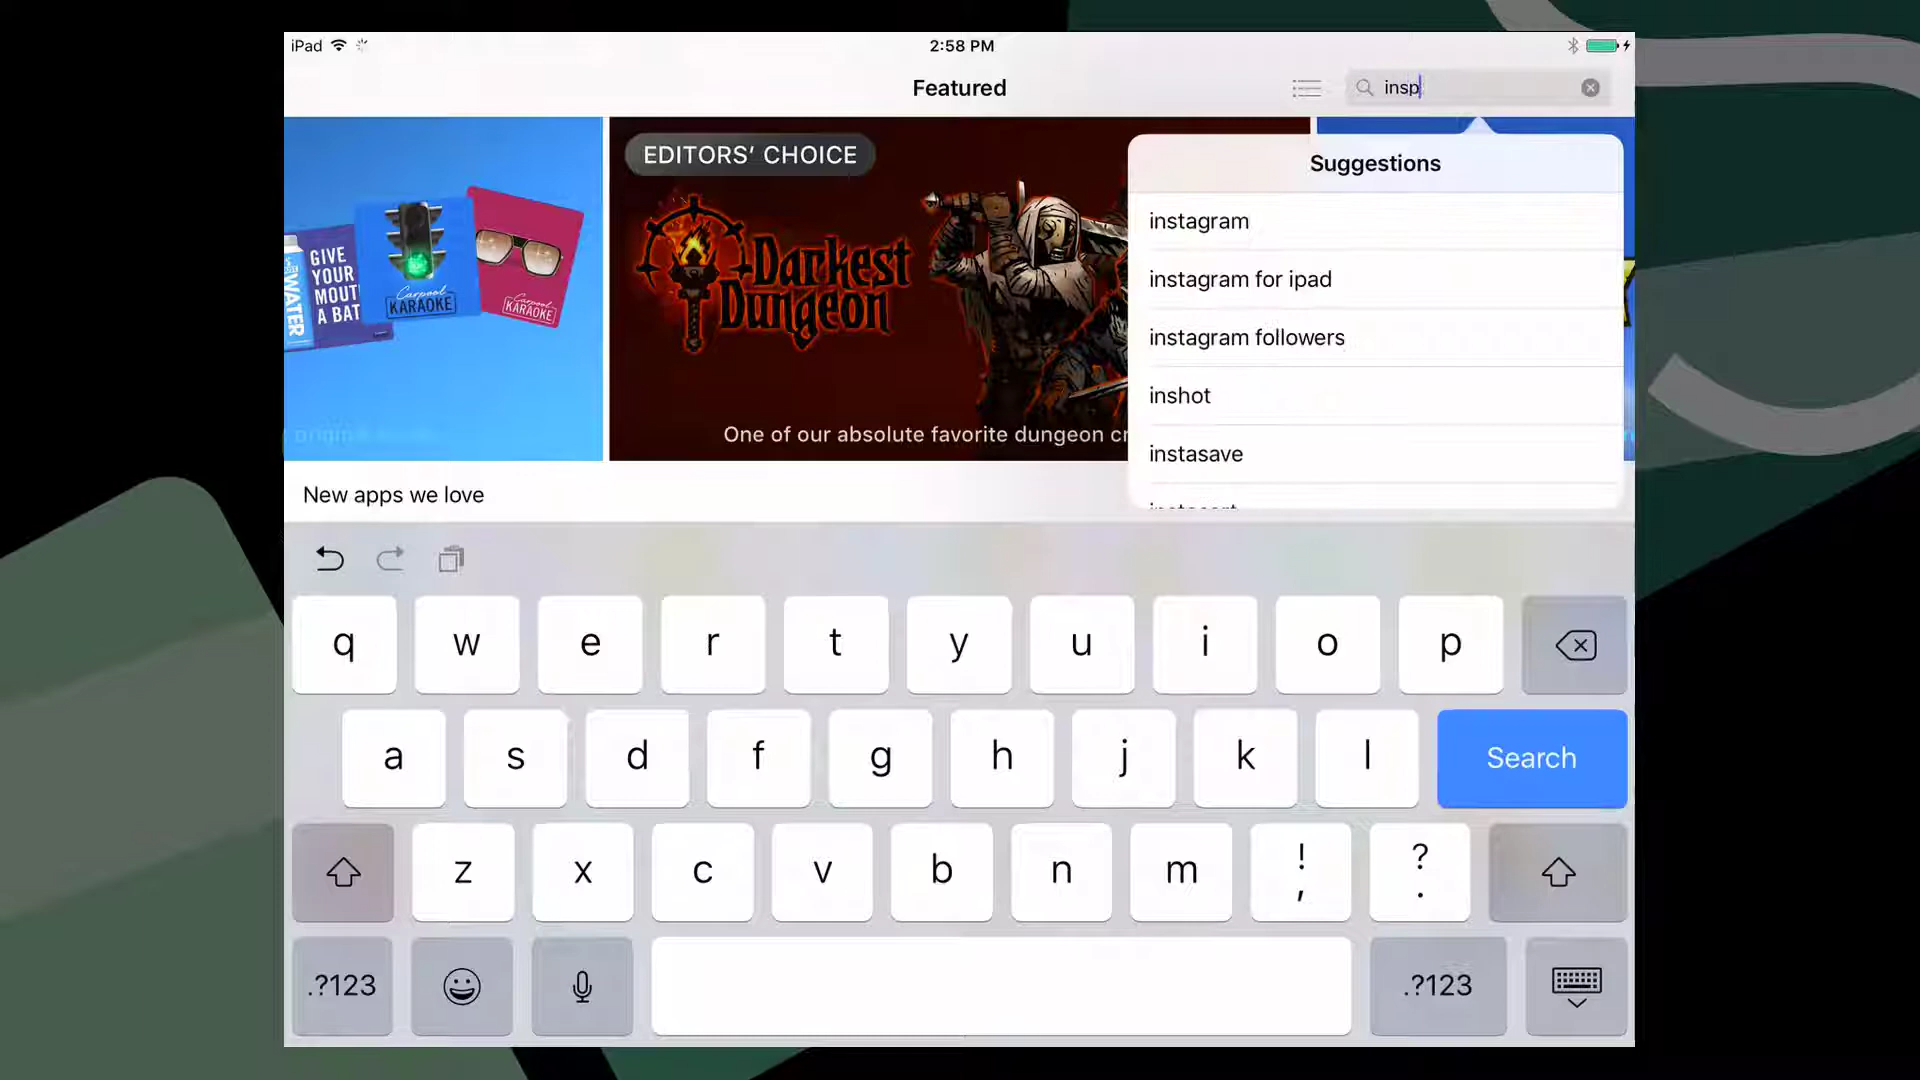 iPad
2:58 PM
Featured
insp
EDITORS’ CHOICE
Suggestions
instagram
instagram for ipad
instagram followers
inshot
instasave
WATER
GIVE
YOUR
MOUT
A BAT
Carpool
KARAOKE
Carpool
KARAOKE
Darkest
Dungeon
One of our absolute favorite dungeon cr
New apps we love
q w e r t y u i o p
a s d f g h j k l Search
z x c v b n m ! , ? .
.?123 .?123